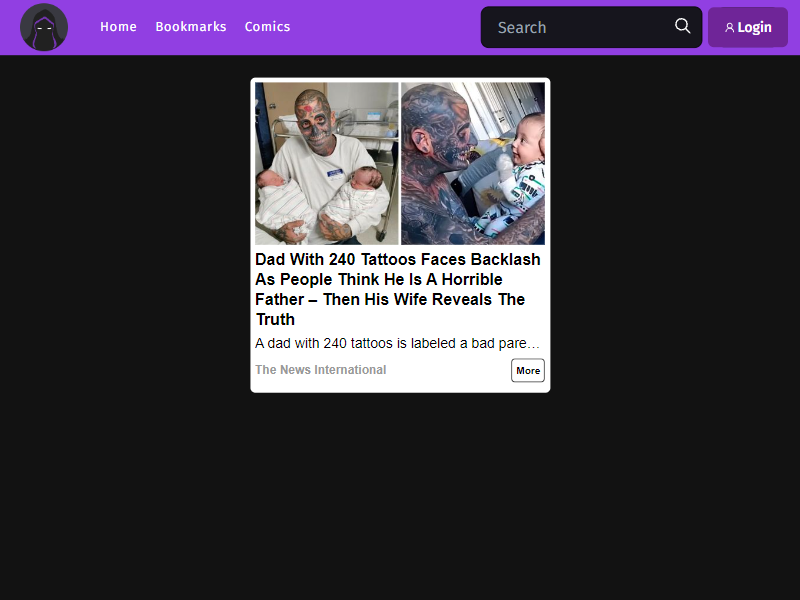 Home Bookmarks Comics Search Login
Dad With 240 Tattoos Faces Backlash
As People Think He Is A Horrible
Father – Then His Wife Reveals The
Truth
A dad with 240 tattoos is labeled a bad pare…
The News International More